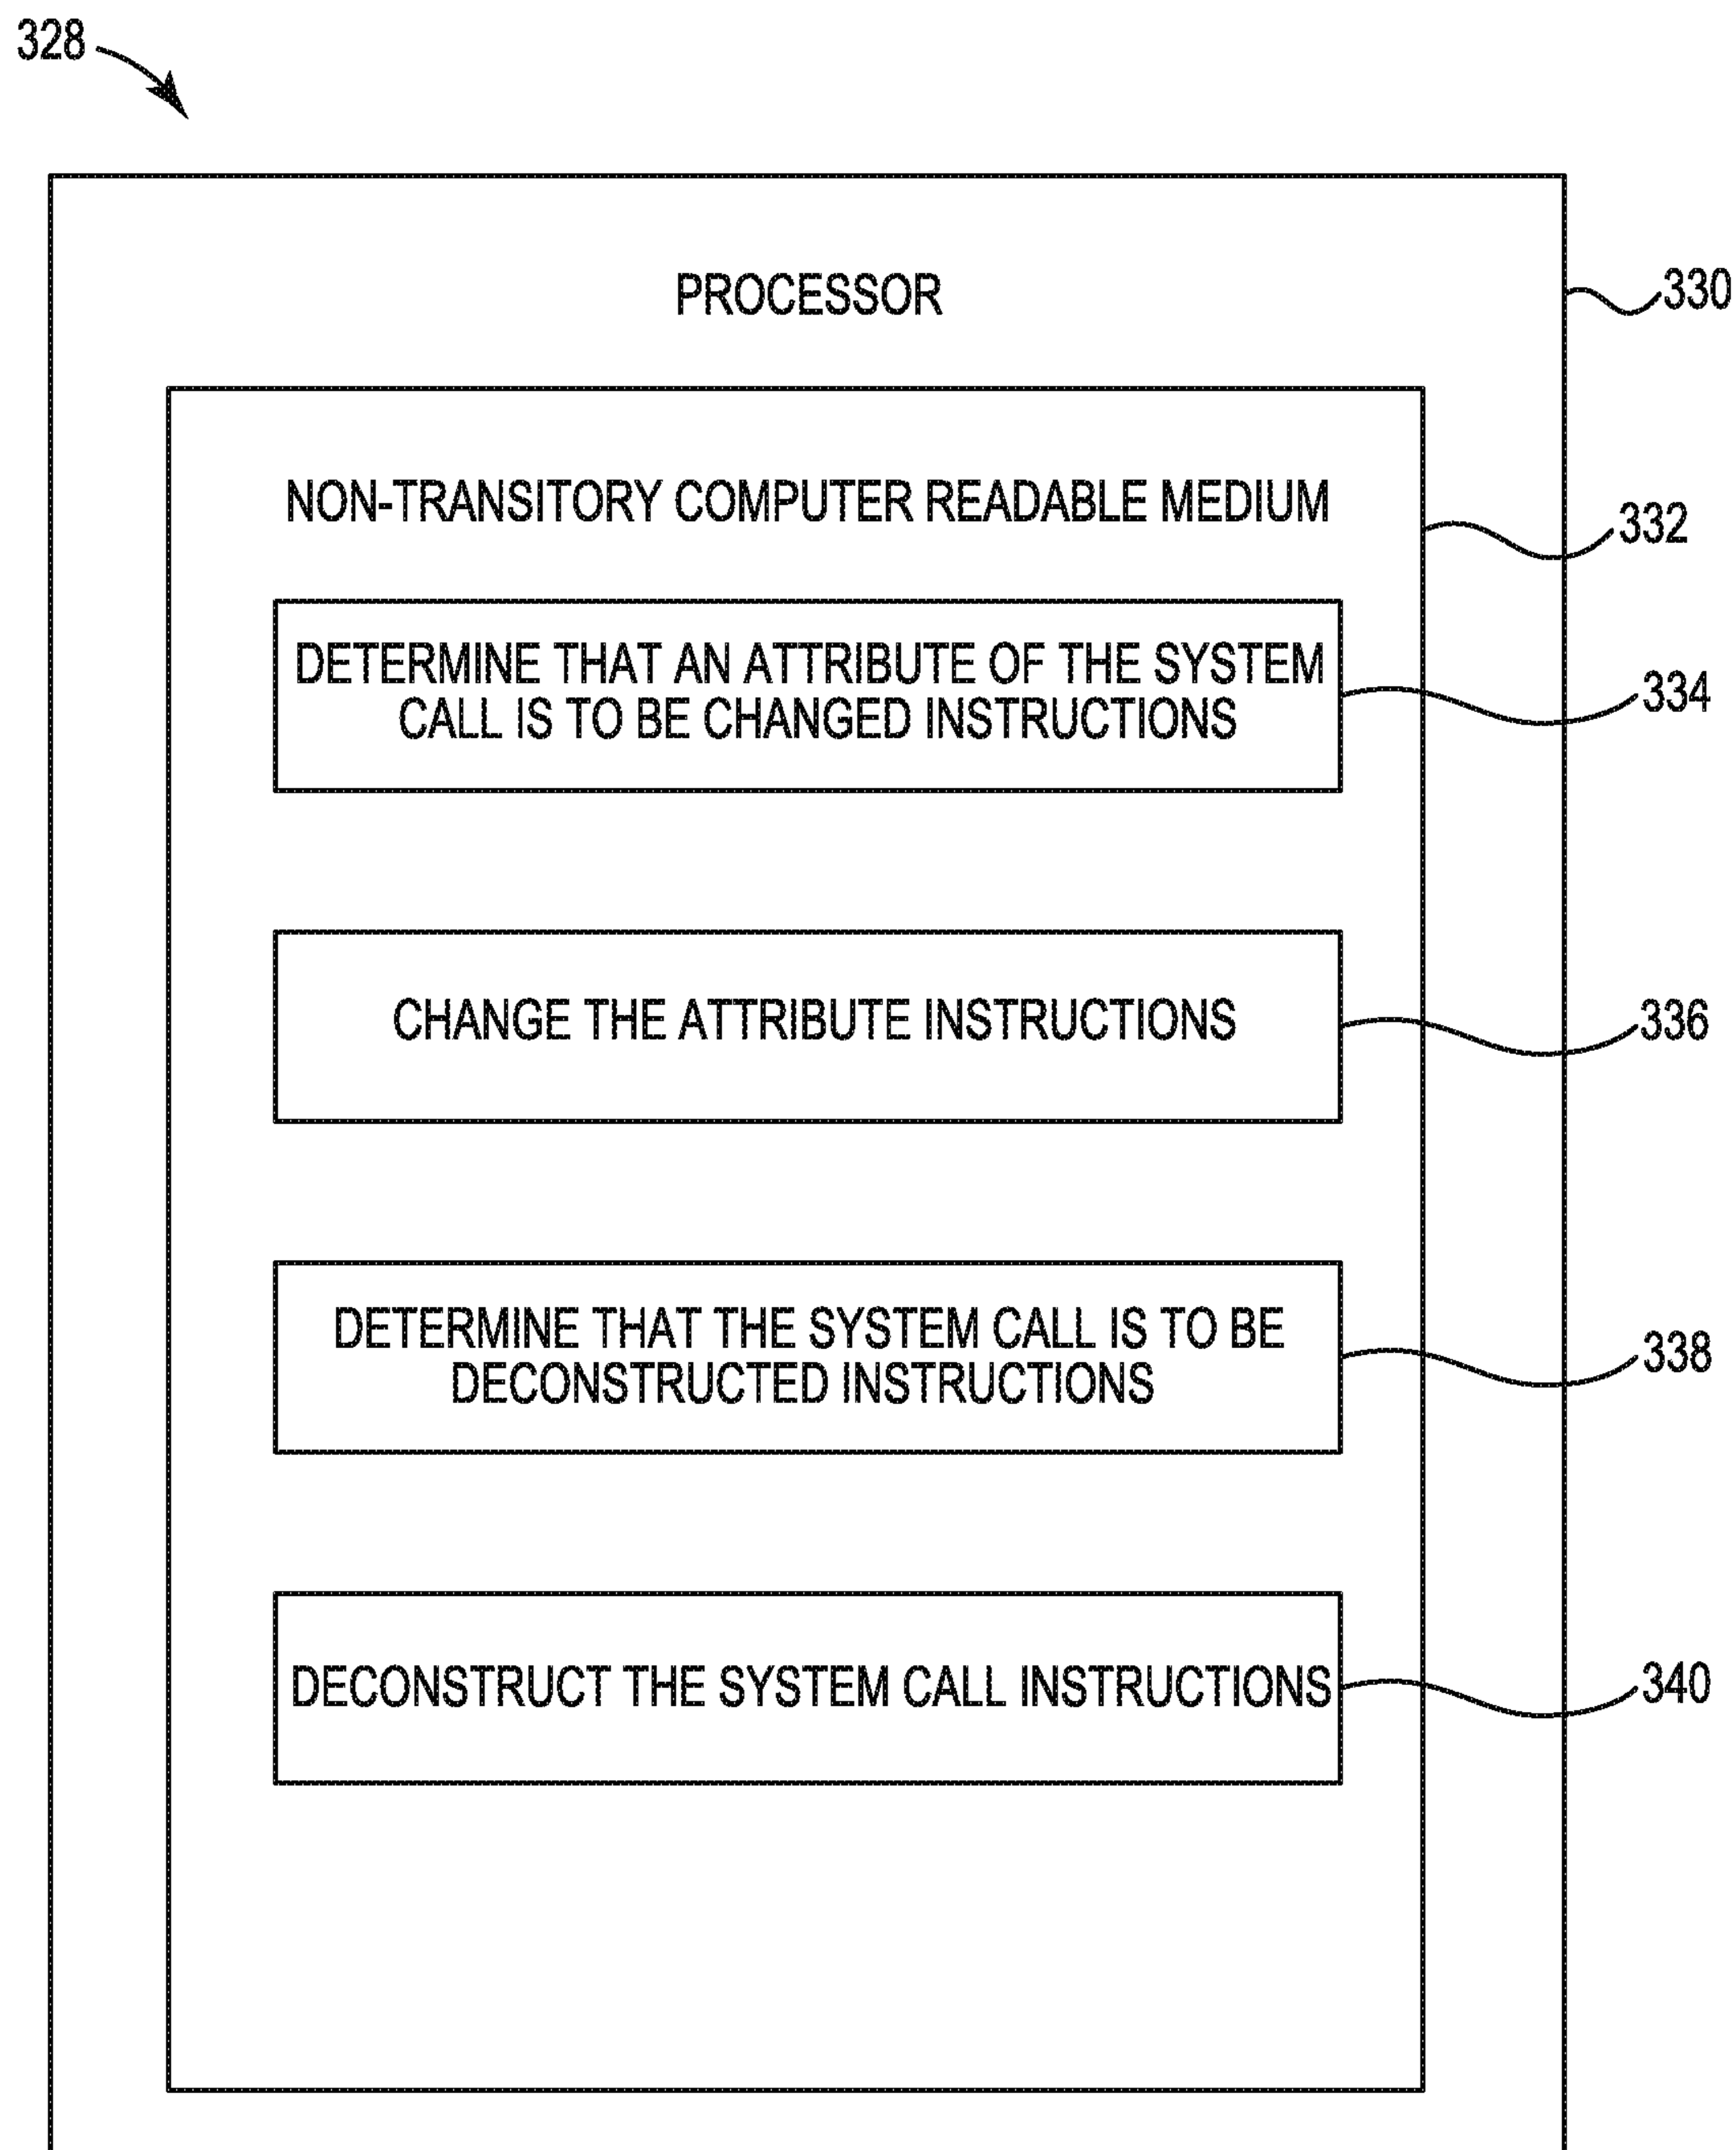 328
PROCESSOR
330
NON-TRANSITORY COMPUTER READABLE MEDIUM
332
DETERMINE THAT AN ATTRIBUTE OF THE SYSTEM
CALL IS TO BE CHANGED INSTRUCTIONS
334
CHANGE THE ATTRIBUTE INSTRUCTIONS
336
DETERMINE THAT THE SYSTEM CALL IS TO BE
DECONSTRUCTED INSTRUCTIONS
338
DECONSTRUCT THE SYSTEM CALL INSTRUCTIONS
340